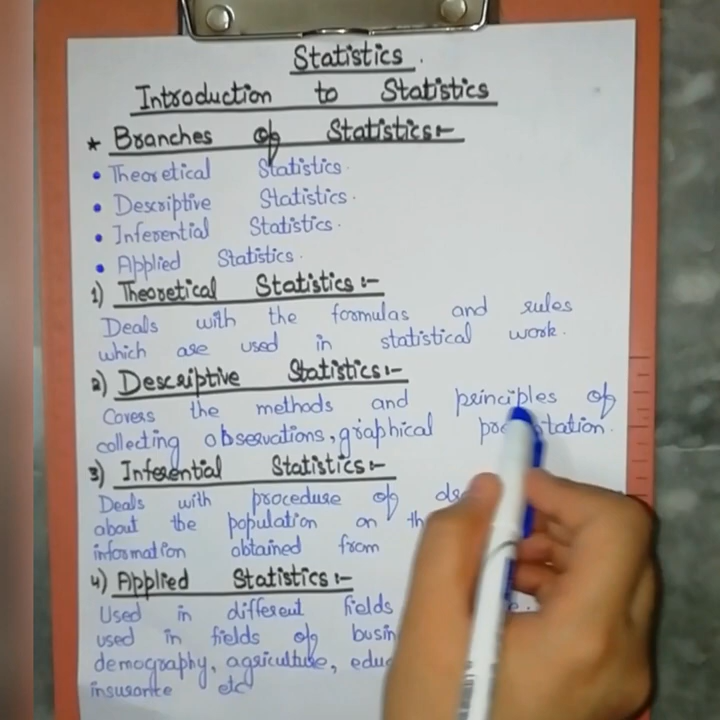 Statistics.
Introduction to Statistics
* Branches of Statistics:-
• Theoretical Statistics.
• Descriptive Statistics.
• Inferential Statistics.
• Applied Statistics.
1) Theoretical Statistics:-
Deals with the formulas and rules
which are used in statistical work.
2) Descriptive Statistics:-
Covers the methods and principles of
collecting observations, graphical
3) Inferential Statistics:-
Deals with procedure of
about the population on
information obtained from
4) Applied Statistics:-
Used in different fields
used in fields of
demography, agriculture,
insurance etc